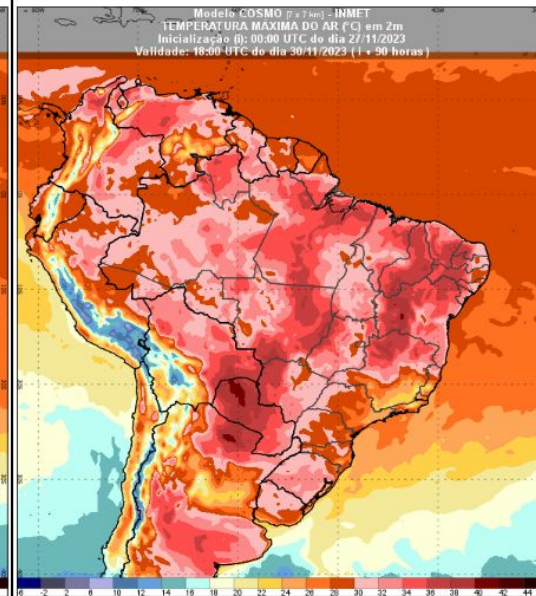 Modelo COSMO [7 x 7 km] - INMET
TEMPERATURA MÁXIMA DO AR (°C) em 2m
Inicialização (i): 00:00 UTC do dia 27/11/2023
Validade: 18:00 UTC do dia 30/11/2023 ( i + 90 horas )
-6 -2 2 6 10 12 14 16 18 20 22 24 26 28 30 32 34 36 38 40 42 44